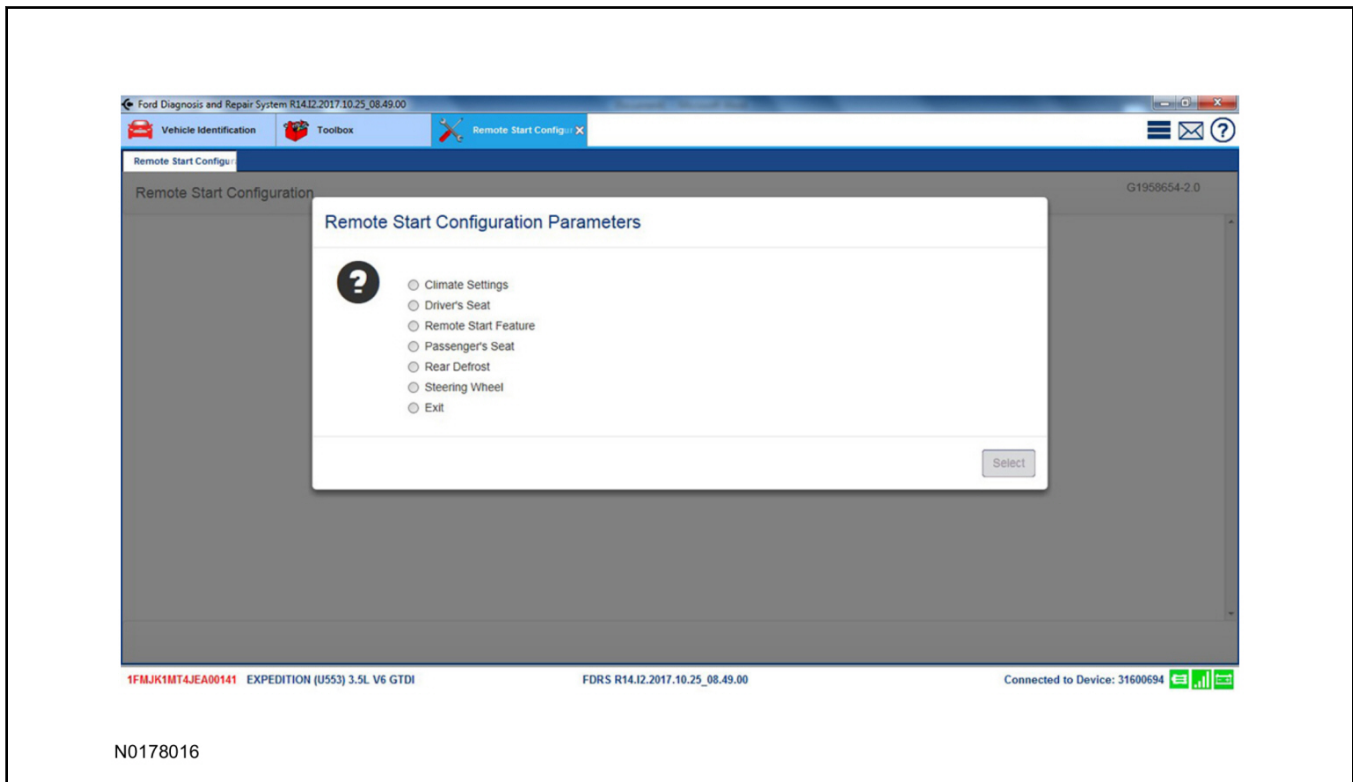 Ford Diagnosis and Repair System R14.I2.2017.10.25_08.49.00
Vehicle Identification
Toolbox
Remote Start Configur
Remote Start Configur
Remote Start Configuration
G1958654-2.0
Remote Start Configuration Parameters
Climate Settings
Driver's Seat
Remote Start Feature
Passenger's Seat
Rear Defrost
Steering Wheel
Exit
Select
1FMJK1MT4JEA00141 EXPEDITION (U553) 3.5L V6 GTDI
FDRS R14.I2.2017.10.25_08.49.00
Connected to Device: 31600694
N0178016